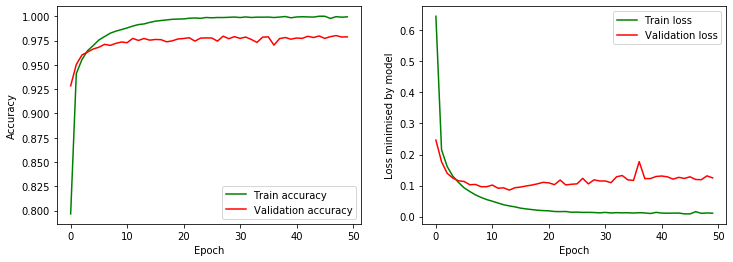 1.000
0.975
0.950
0.925
0.900
0.875
0.850
0.825
0.800
Accuracy
Train accuracy
Validation accuracy
0 10 20 30 40 50
Epoch
Train loss
Validation loss
0.6
0.5
0.4
0.3
0.2
0.1
0.0
Loss minimised by model
0 10 20 30 40 50
Epoch